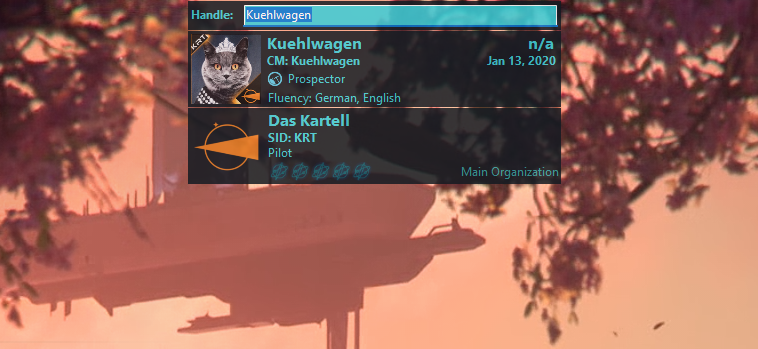 Handle: Kuehlwagen
KRT
Kuehlwagen n/a
CM: Kuehlwagen Jan 13, 2020
Prospector
Fluency: German, English
Das Kartell
SID: KRT
Pilot
Main Organization